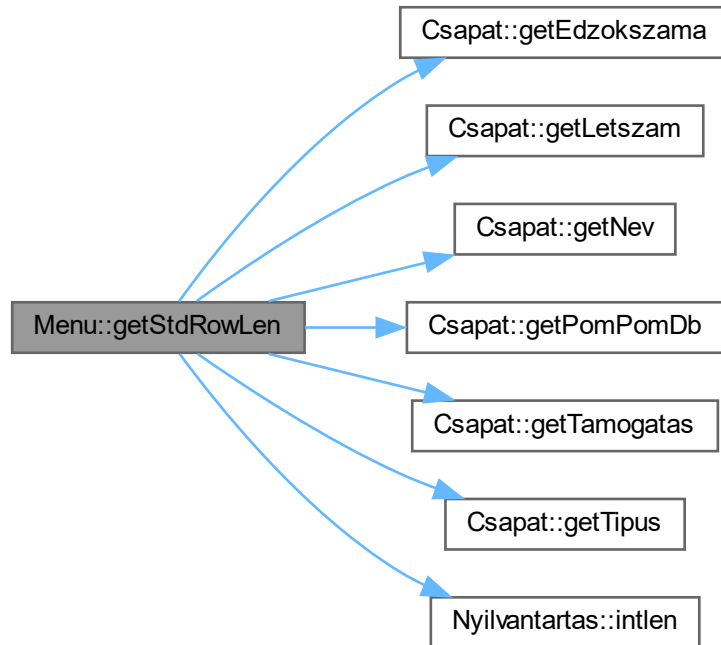 Csapat::getEdzokszama
Csapat::getLetszam
Csapat::getNev
Menu::getStdRowLen
Csapat::getPomPomDb
Csapat::getTamogatas
Csapat::getTipus
Nyilvantartas::intlen